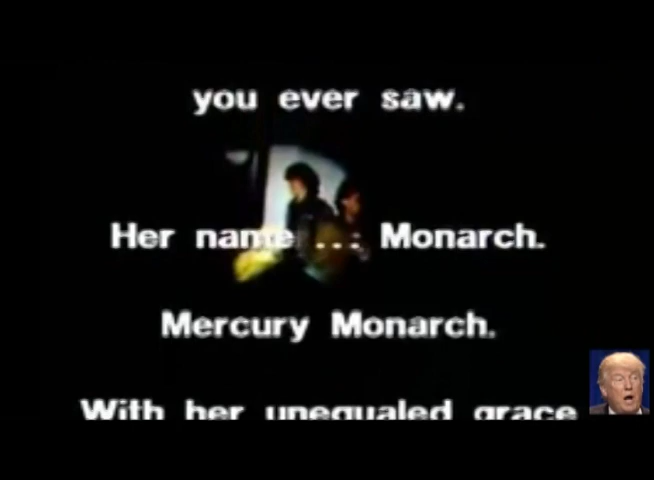 you ever saw.
Her name ... Monarch.
Mercury Monarch.
With her unequaled grace